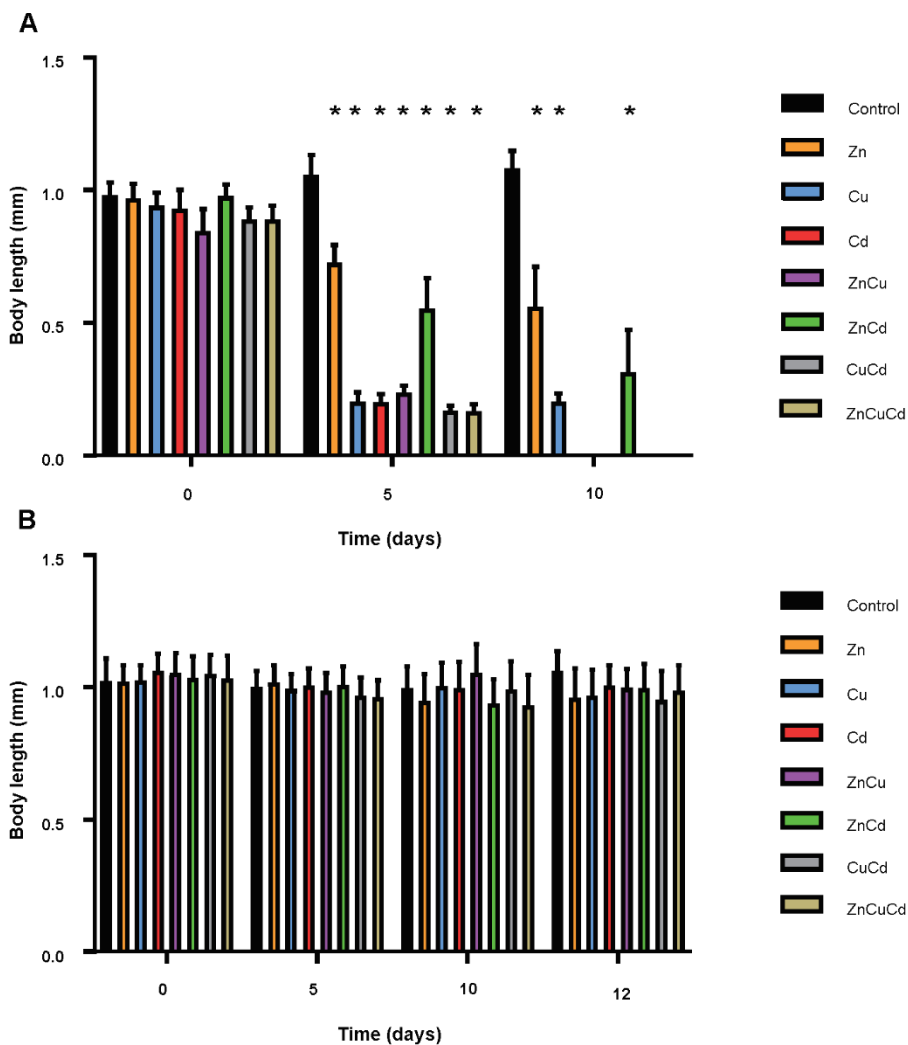 A
1.5
1.0
0.5
0.0
Body length (mm)
* * * * * * * * * *
0 5 10
Time (days)
Control
Zn
Cu
Cd
ZnCu
ZnCd
CuCd
ZnCuCd
B
1.5
1.0
0.5
0.0
Body length (mm)
0 5 10 12
Time (days)
Control
Zn
Cu
Cd
ZnCu
ZnCd
CuCd
ZnCuCd